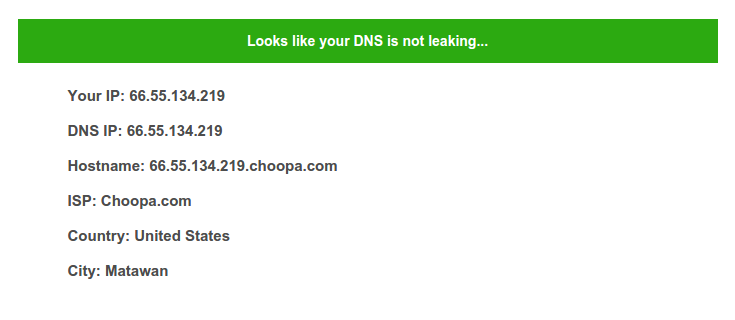 Looks like your DNS is not leaking...
Your IP: 66.55.134.219
DNS IP: 66.55.134.219
Hostname: 66.55.134.219.choopa.com
ISP: Choopa.com
Country: United States
City: Matawan